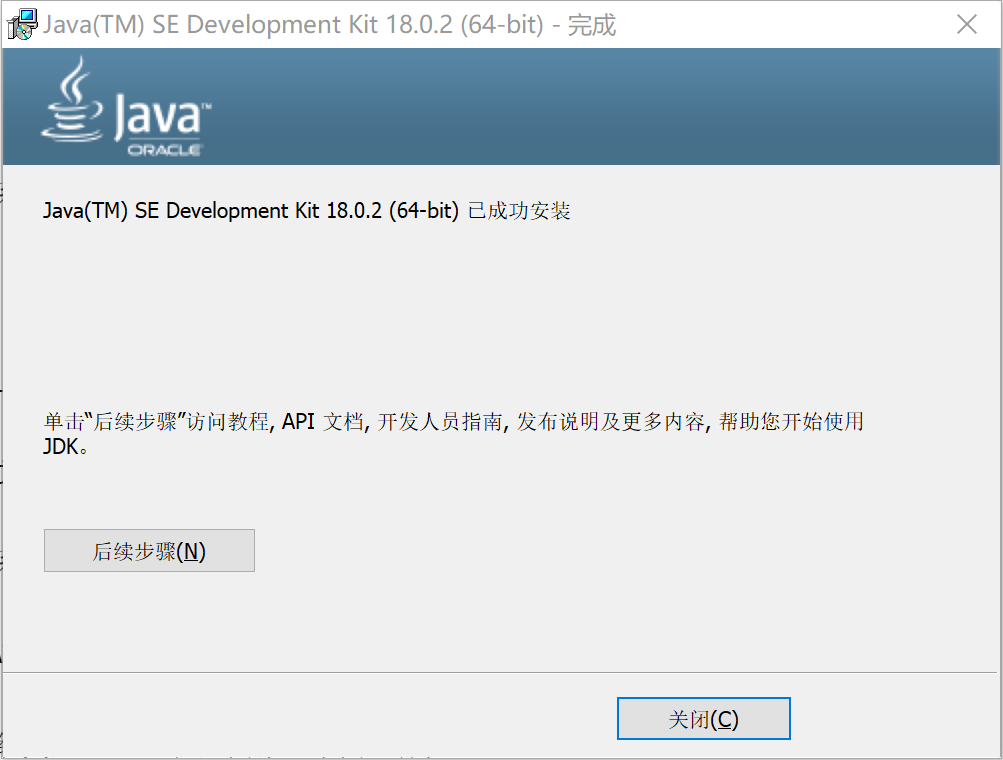 Java(TM) SE Development Kit 18.0.2 (64-bit) - 完成
Java™
ORACLE
Java(TM) SE Development Kit 18.0.2 (64-bit) 已成功安装
单击“后续步骤”访问教程, API 文档, 开发人员指南, 发布说明及更多内容, 帮助您开始使用
JDK。
后续步骤(N)
关闭(C)